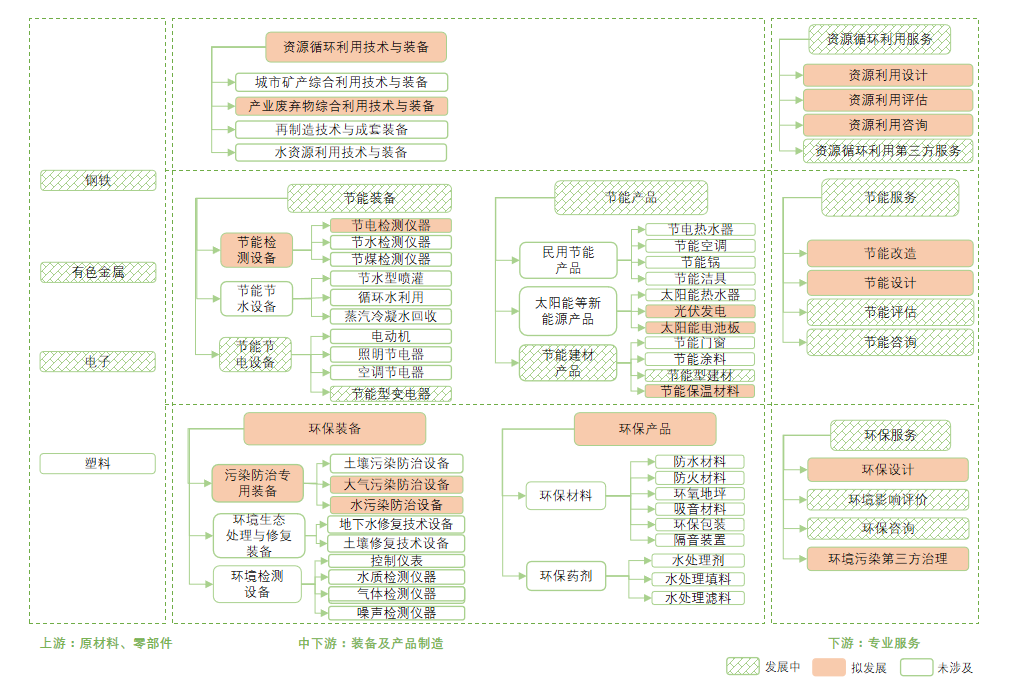 钢铁
有色金属
电子
塑料
上游：原材料、零部件
资源循环利用技术与装备
城市矿产综合利用技术与装备
产业废弃物综合利用技术与装备
再制造技术与成套装备
水资源利用技术与装备
节能装备
节能检
测设备
节电检测仪器
节水检测仪器
节煤检测仪器
节能节
水设备
节水型喷灌
循环水利用
蒸汽冷凝水回收
节能节
电设备
电动机
照明节电器
空调节电器
节能型变电器
节能产品
民用节能
产品
节电热水器
节能空调
节能锅
节能洁具
太阳能等新
能源产品
太阳能热水器
光伏发电
太阳能电池板
节能建材
产品
节能门窗
节能涂料
节能型建材
节能保温材料
环保装备
污染防治专
用装备
土壤污染防治设备
大气污染防治设备
水污染防治设备
环境生态
处理与修复
装备
地下水修复技术设备
土壤修复技术设备
环境检测
设备
控制仪表
水质检测仪器
气体检测仪器
噪声检测仪器
环保产品
环保材料
防水材料
防火材料
环氧地坪
吸音材料
环保包装
隔音装置
环保药剂
水处理剂
水处理填料
水处理滤料
中下游：装备及产品制造
资源循环利用服务
资源利用设计
资源利用评估
资源利用咨询
资源循环利用第三方服务
节能服务
节能改造
节能设计
节能评估
节能咨询
环保服务
环保设计
环境影响评价
环保咨询
环境污染第三方治理
下游：专业服务
发展中
拟发展
未涉及